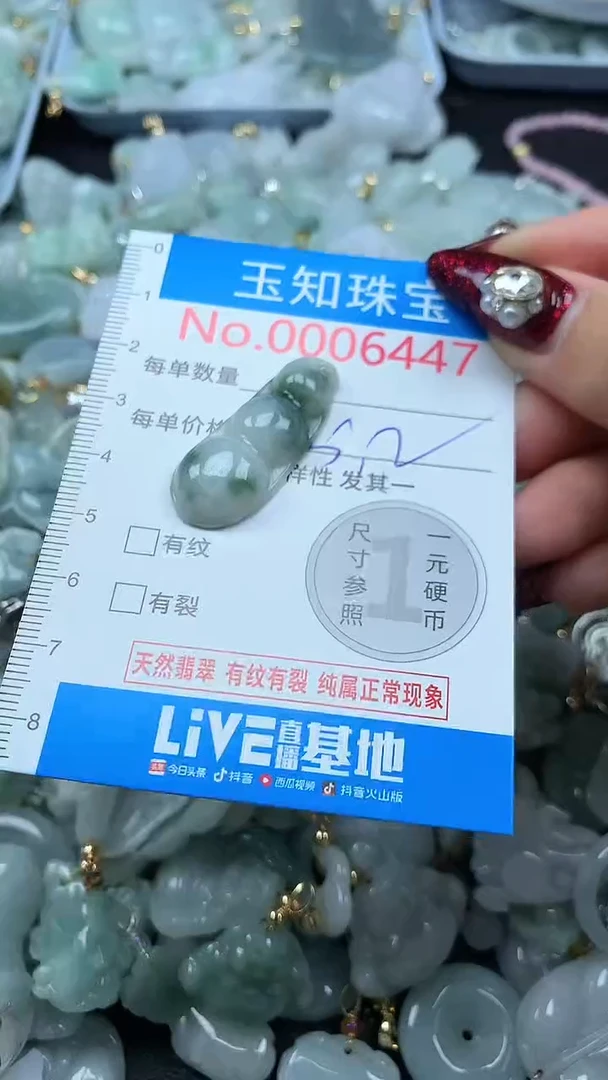 0
1
2
3
4
5
6
7
8
玉知珠宝
No.0006447
每单数量
每单价格
样性 发其一
有纹
有裂
尺寸参照
1
一元硬币
天然翡翠 有纹有裂 纯属正常现象
LiVE直播基地
今日头条 抖音 西瓜视频 抖音火山版